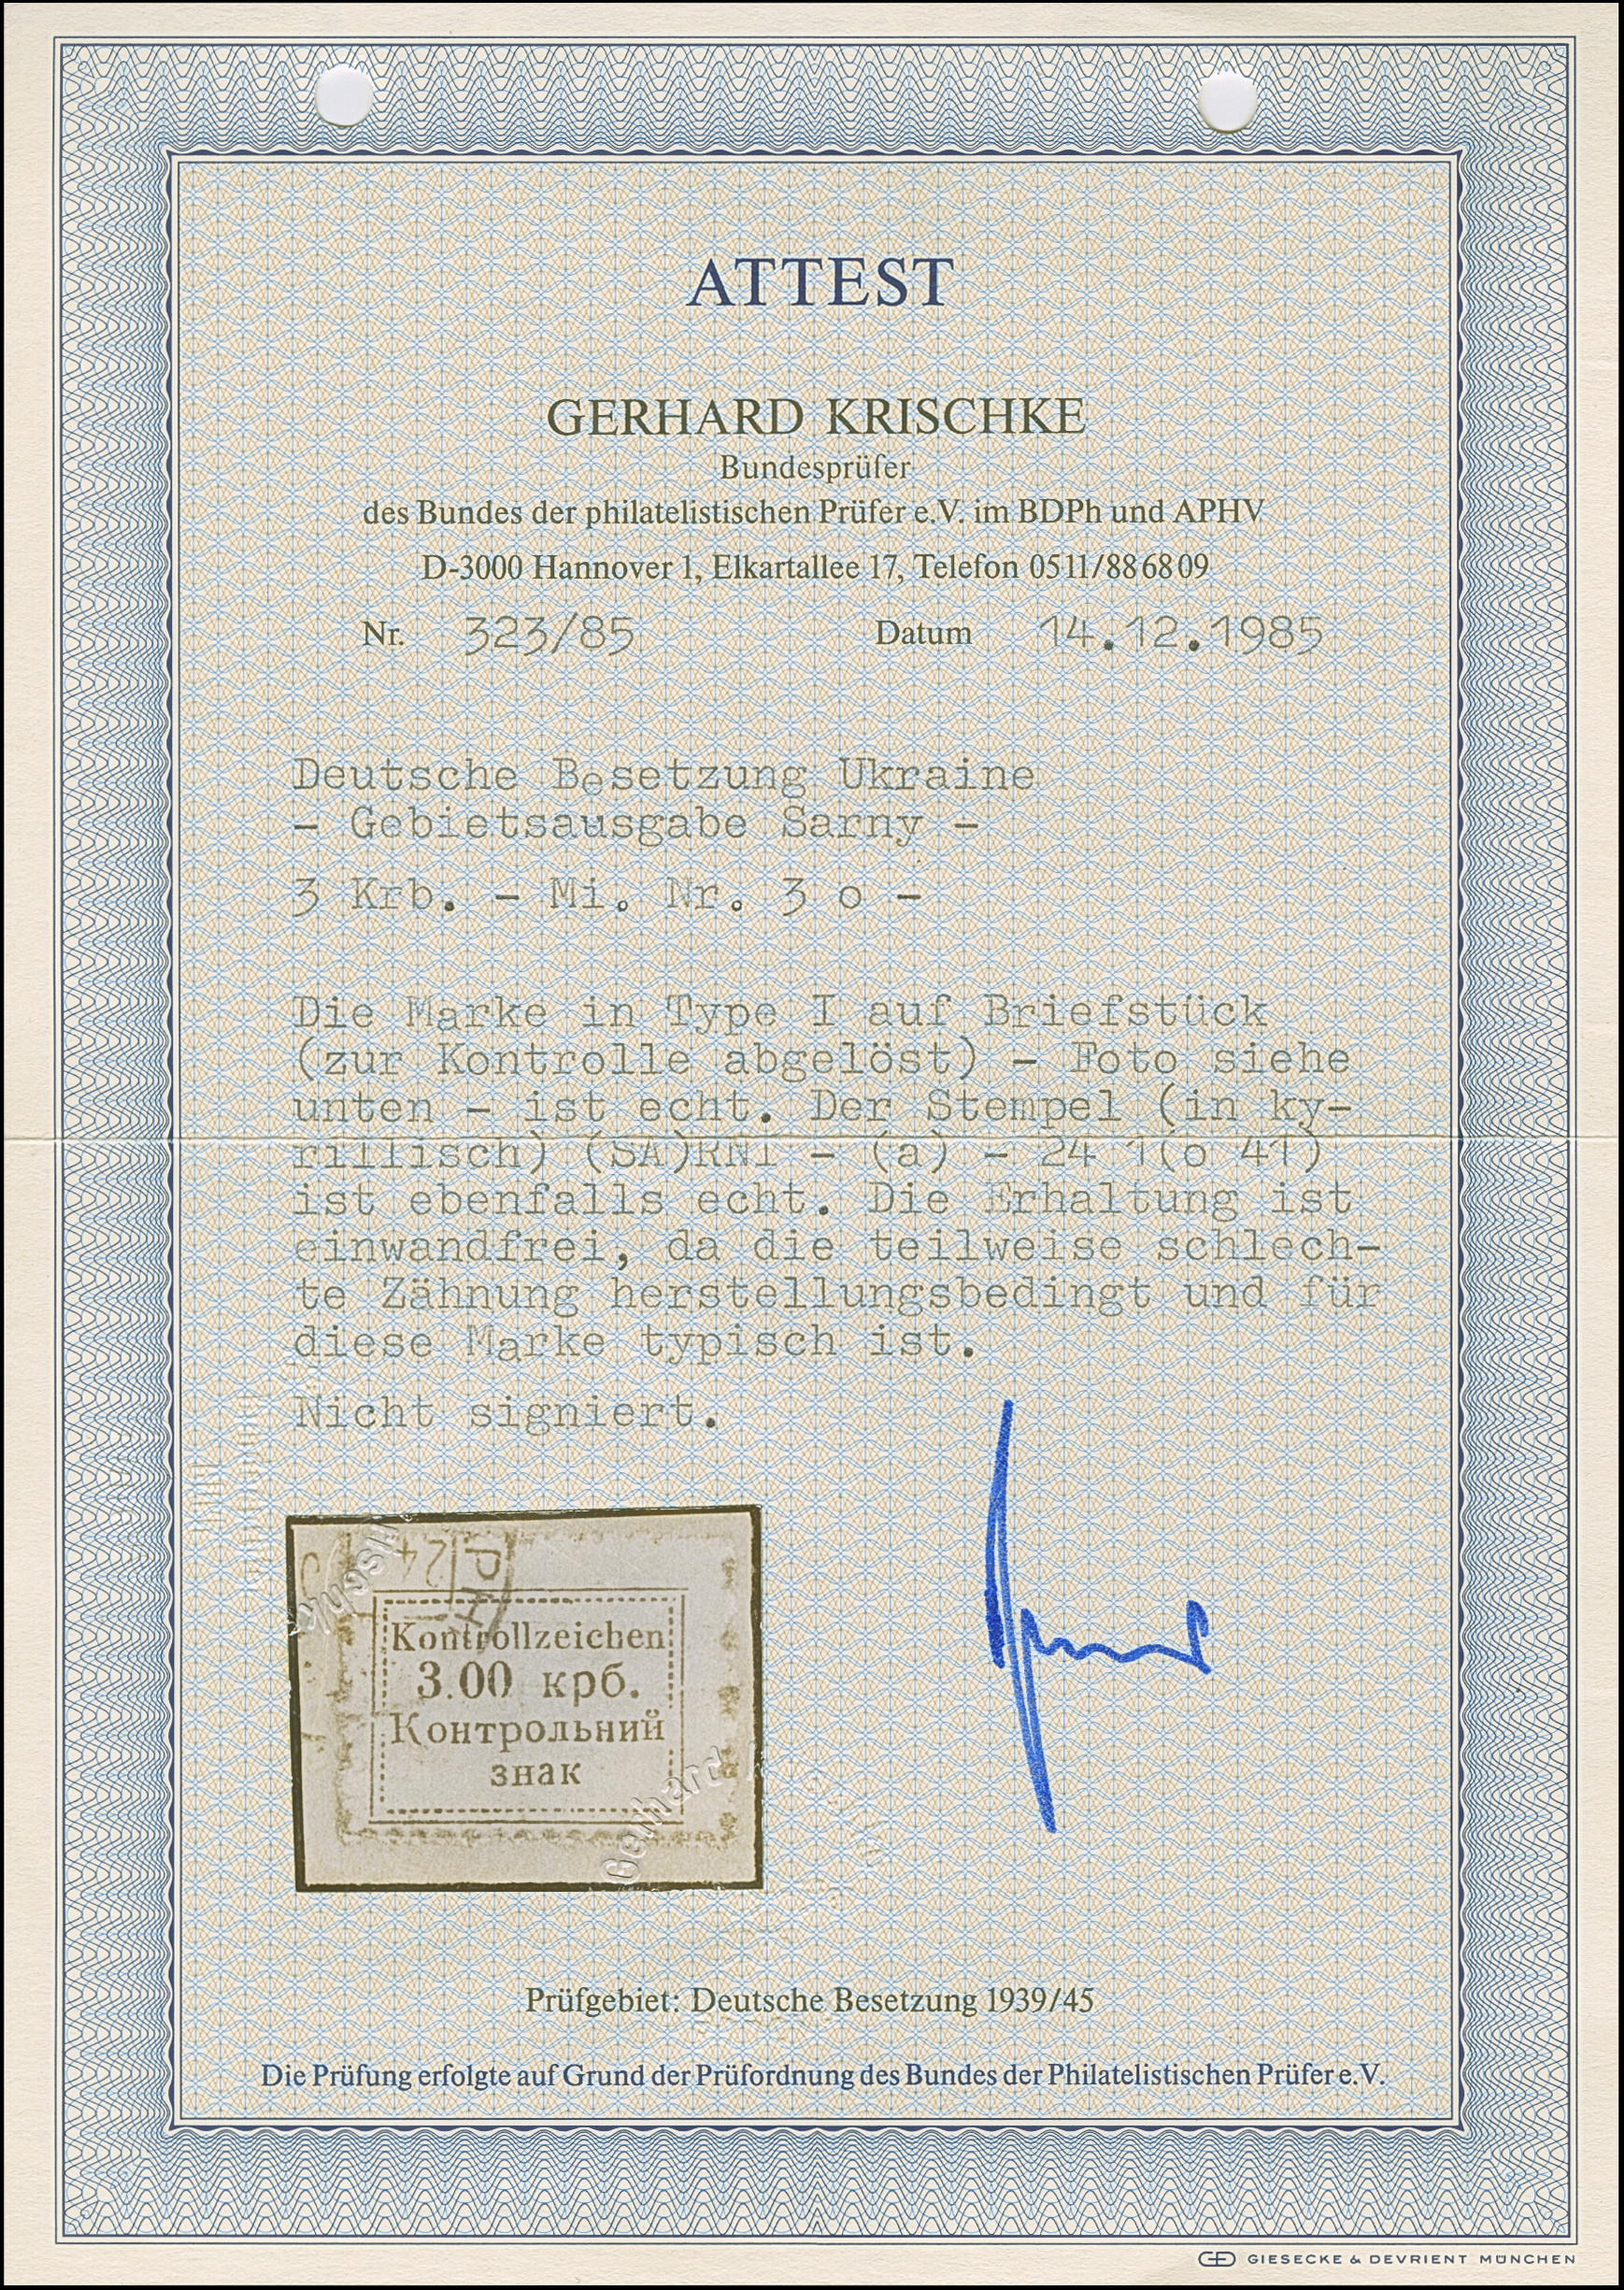 ATTEST
GERHARD KRISCHKE
Bundesprüfer
des Bundes der philatelistischen Prüfer e.V. im BDPh und APHV
D-3000 Hannover 1, Elkartallee 17, Telefon 0511/88 68 09
Nr. 323/85 Datum 14.12.1985
Deutsche Besetzung Ukraine
- Gebietsausgabe Sarny -
3 Krb. - Mi. Nr. 3 o -
Die Marke in Type I auf Briefstück
(zur Kontrolle abgelöst) - Foto siehe
unten - ist echt. Der Stempel (in ky-
rillisch) (SA)RNI - (a) - 24 1(o 41)
ist ebenfalls echt. Die Erhaltung ist
einwandfrei, da die teilweise schlech-
te Zähnung herstellungsbedingt und für
diese Marke typisch ist.
Nicht signiert.
Kontrollzeichen
3.00 крб.
Контрольний
знак
Gerhard
Prüfgebiet: Deutsche Besetzung 1939/45
Die Prüfung erfolgte auf Grund der Prüfordnung des Bundes der Philatelistischen Prüfer e.V.
GIESECKE & DEVRIENT MÜNCHEN